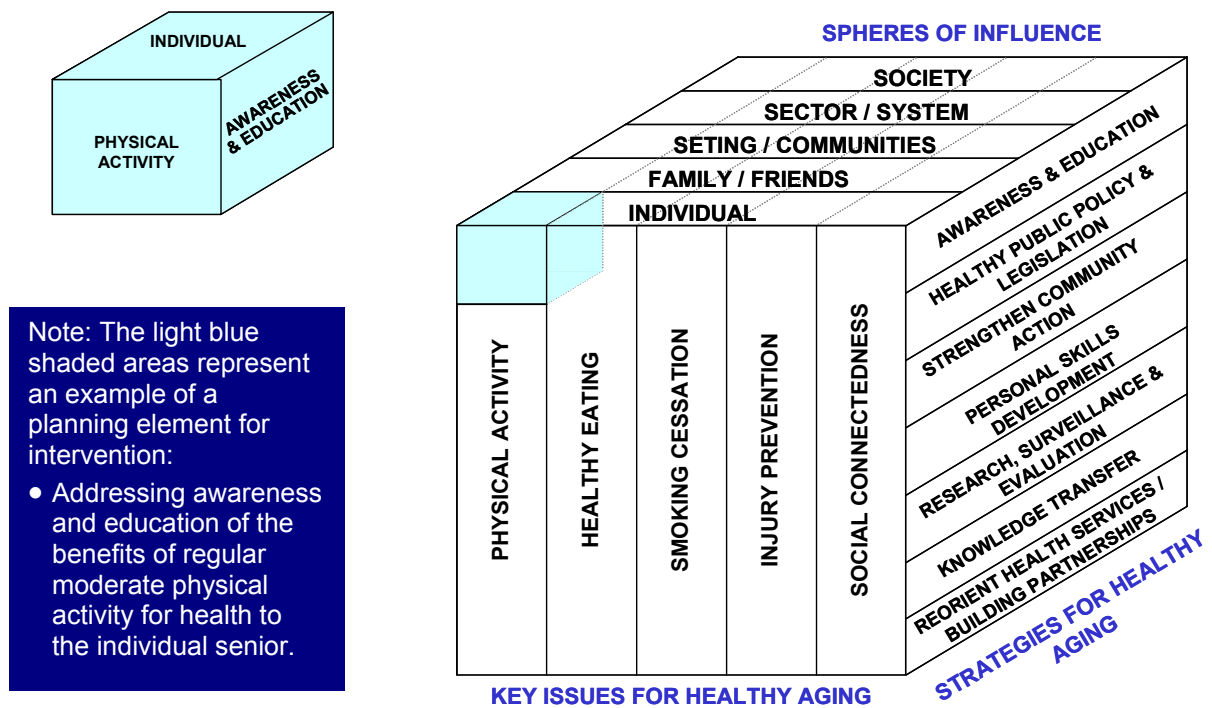 INDIVIDUAL
PHYSICAL
ACTIVITY
AWARENESS
& EDUCATION
Note: The light blue
shaded areas represent
an example of a
planning element for
intervention:
● Addressing awareness
and education of the
benefits of regular
moderate physical
activity for health to
the individual senior.
SPHERES OF INFLUENCE
SOCIETY
SECTOR / SYSTEM
SETING / COMMUNITIES
FAMILY / FRIENDS
INDIVIDUAL
PHYSICAL ACTIVITY
HEALTHY EATING
SMOKING CESSATION
INJURY PREVENTION
SOCIAL CONNECTEDNESS
AWARENESS & EDUCATION
HEALTHY PUBLIC POLICY &
LEGISLATION
STRENGTHEN COMMUNITY
ACTION
PERSONAL SKILLS
DEVELOPMENT
RESEARCH, SURVEILLANCE &
EVALUATION
KNOWLEDGE TRANSFER
REORIENT HEALTH SERVICES /
BUILDING PARTNERSHIPS
KEY ISSUES FOR HEALTHY AGING
STRATEGIES FOR HEALTHY
AGING